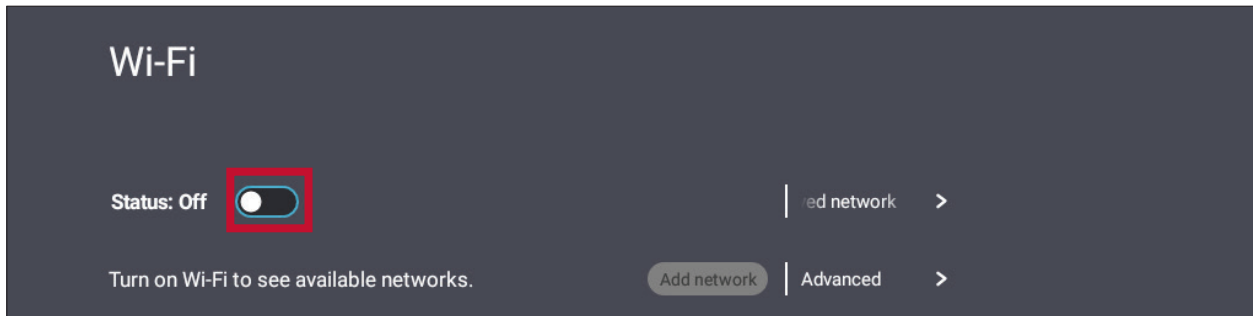 Wi-Fi
Status: Off
ed network
Turn on Wi-Fi to see available networks.
Add network
Advanced